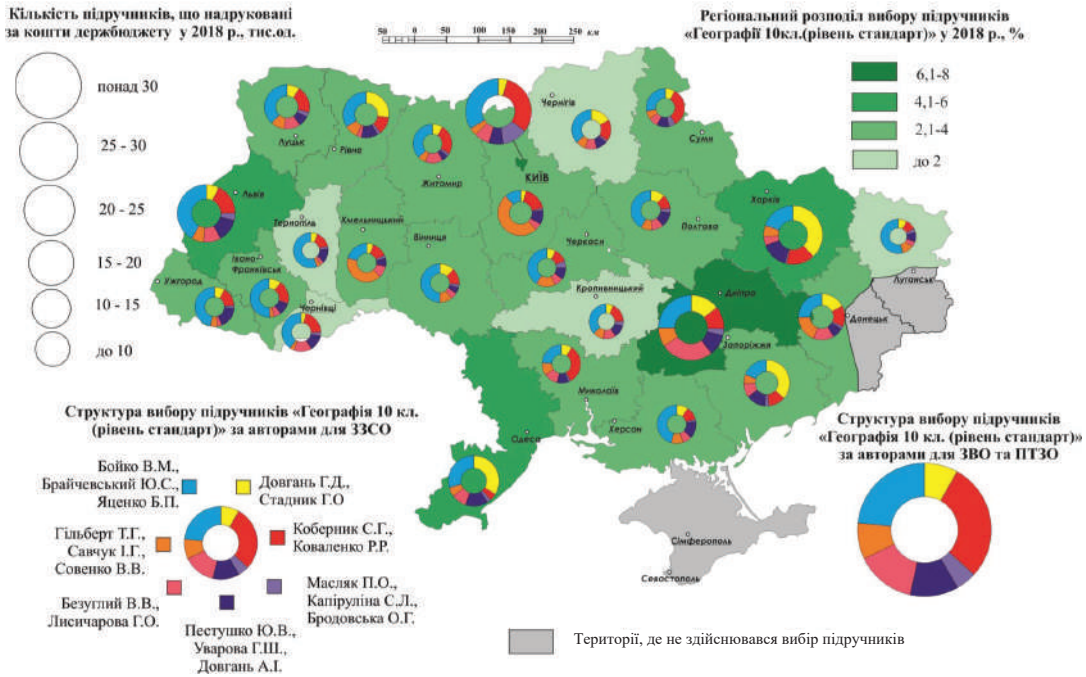 Кількість підручників, що надруковані
за кошти держбюджету у 2018 р., тис.од.
понад 30
25 - 30
20 - 25
15 - 20
10 - 15
до 10
50 0 50 100 150 200 250 км
Регіональний розподіл вибору підручників
«Географії 10кл.(рівень стандарт)» у 2018 р., %
6,1-8
4,1-6
2,1-4
до 2
Луцьк
Рівне
Житомир
Чернігів
Суми
КИЇВ
Львів
Тернопіль
Хмельницький
Вінниця
Черкаси
Полтава
Харків
Луганськ
Ужгород
Івано-
Франківськ
Чернівці
Кропивницький
Дніпро
Донецьк
Запоріжжя
Миколаїв
Херсон
Одеса
Сімферополь
Севастополь
Структура вибору підручників «Географія 10 кл.
(рівень стандарт)» за авторами для ЗЗСО
Бойко В.М.,
Брайчевський Ю.С.,
Яценко Б.П.
Довгань Г.Д.,
Стадник Г.О
Гільберт Т.Г.,
Савчук І.Г.,
Совенко В.В.
Коберник С.Г.,
Коваленко Р.Р.
Безуглий В.В.,
Лисичарова Г.О.
Масляк П.О.,
Капіруліна С.Л.,
Бродовська О.Г.
Пестушко Ю.В.,
Уварова Г.Ш.,
Довгань А.І.
Структура вибору підручників
«Географія 10 кл. (рівень стандарт)»
за авторами для ЗВО та ПТЗО
Території, де не здійснювався вибір підручників